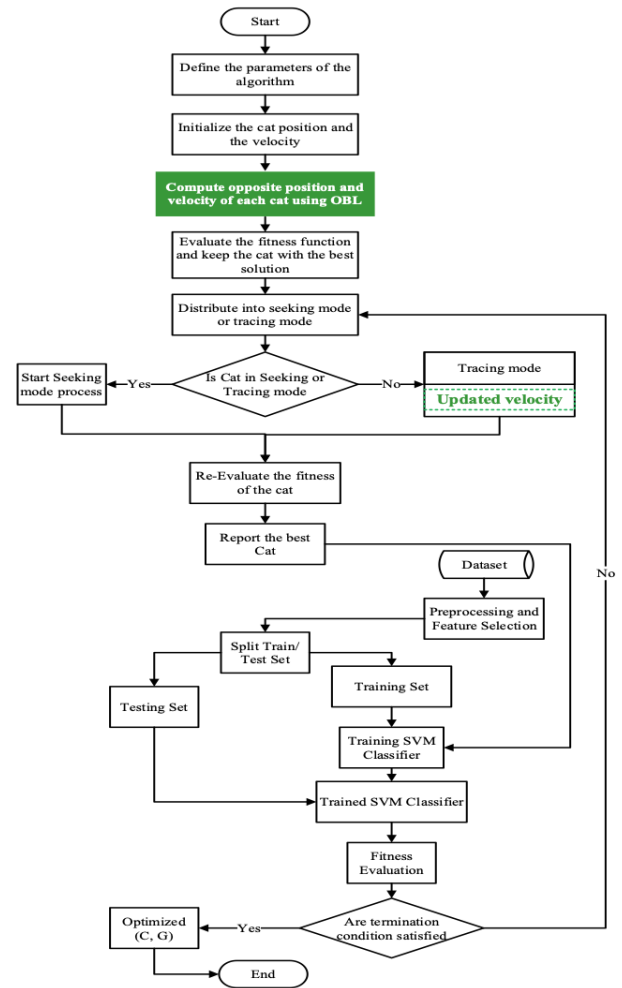 Start
Define the parameters of the
algorithm
Initialize the cat position and
the velocity
Compute opposite position and
velocity of each cat using OBL
Evaluate the fitness function
and keep the cat with the best
solution
Distribute into seeking mode
or tracing mode
Is Cat in Seeking or
Tracing mode
Yes
No
Start Seeking
mode process
Tracing mode
Updated velocity
Re-Evaluate the fitness
of the cat
Report the best
Cat
Dataset
No
Preprocessing and
Feature Selection
Split Train/
Test Set
Testing Set
Training Set
Training SVM
Classifier
Trained SVM Classifier
Fitness
Evaluation
Are termination
condition satisfied
Yes
Optimized
(C, G)
End